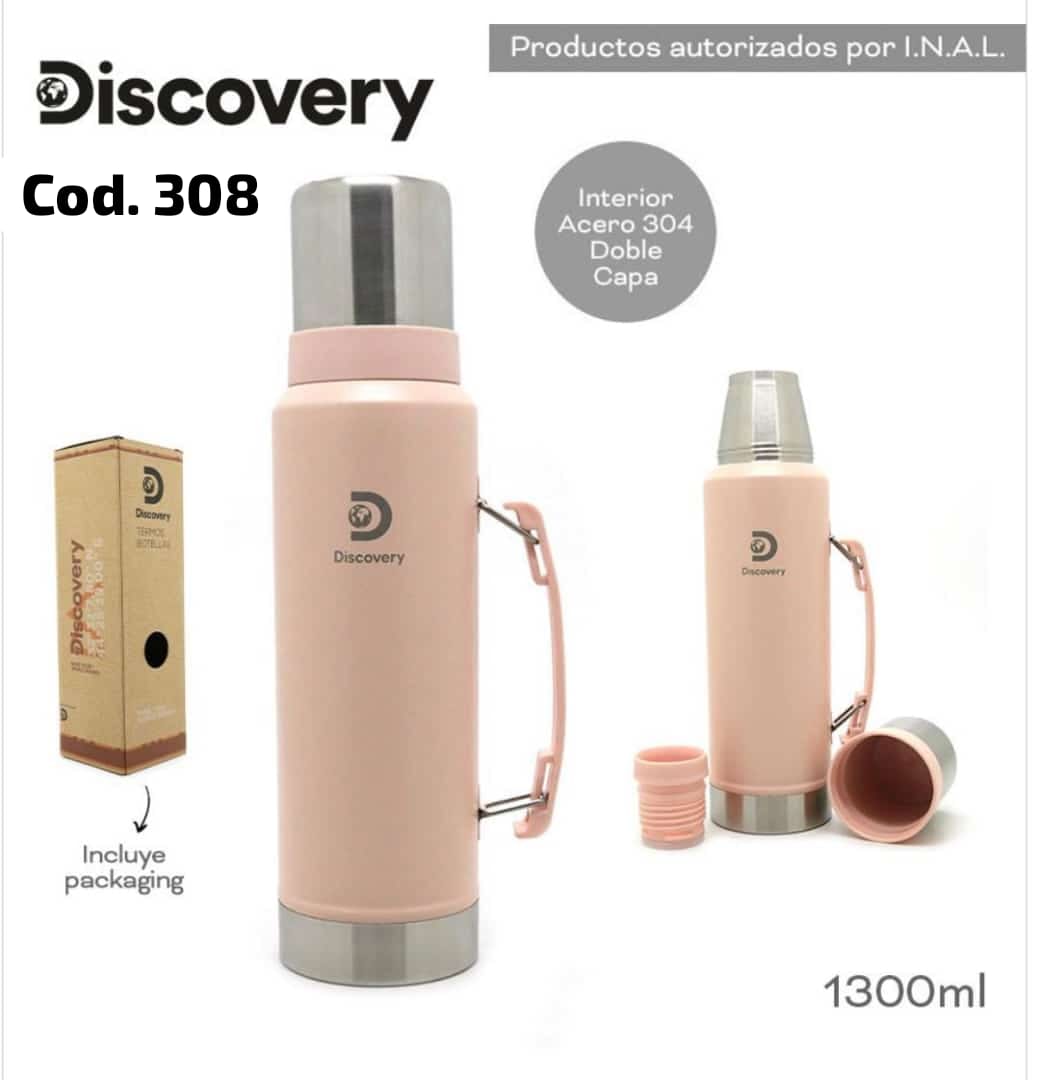 Productos autorizados por I.N.A.L.
Discovery
Cod. 308
Interior
Acero 304
Doble
Capa
Discovery
Discovery
Discovery
TERMOS
BOTELLAS
Discovery
Incluye
packaging
1300ml